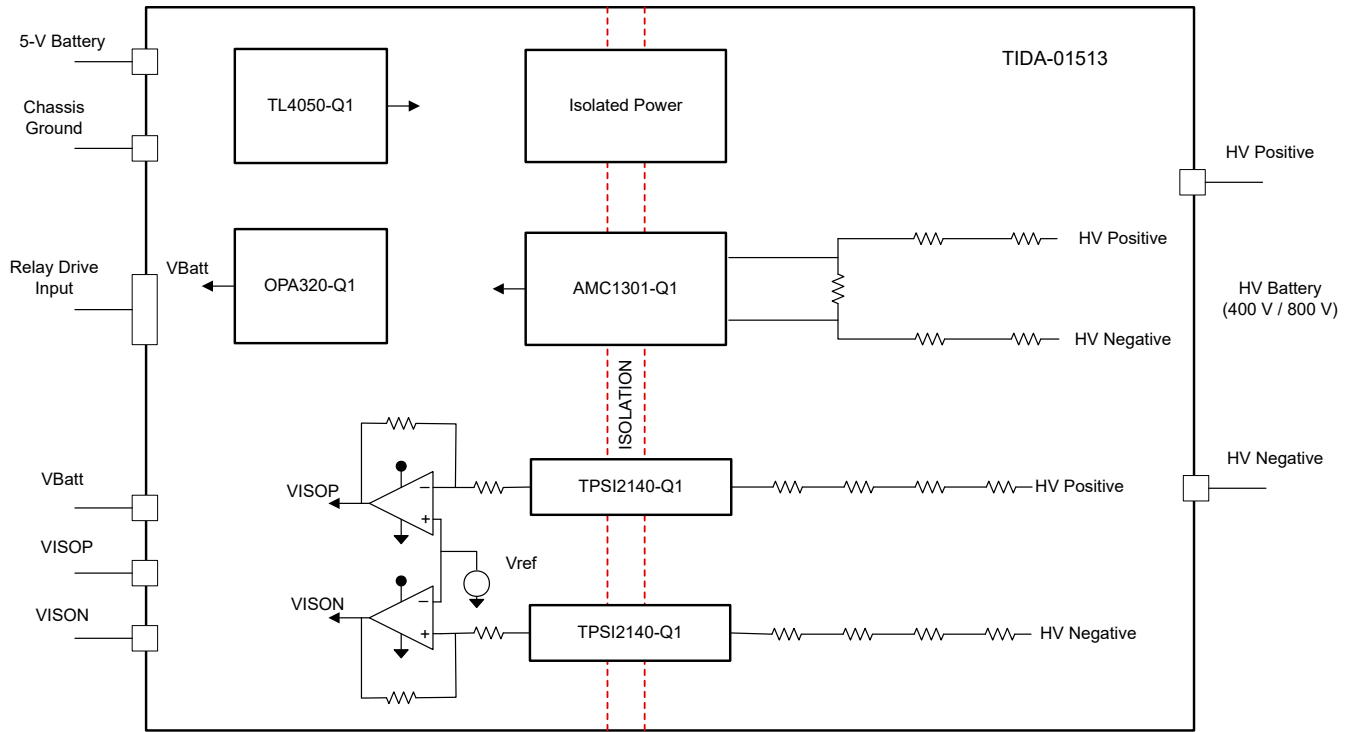 5-V Battery
TIDA-01513
TL4050-Q1
Isolated Power
Chassis
Ground
HV Positive
HV Positive
Relay Drive
Input
VBatt
OPA320-Q1
AMC1301-Q1
HV Battery
(400 V / 800 V)
HV Negative
ISOLATION
HV Negative
VBatt
VISOP
−
TPSI2140-Q1
HV Positive
+
VISOP
Vref
VISON
−
VISON
+
TPSI2140-Q1
HV Negative